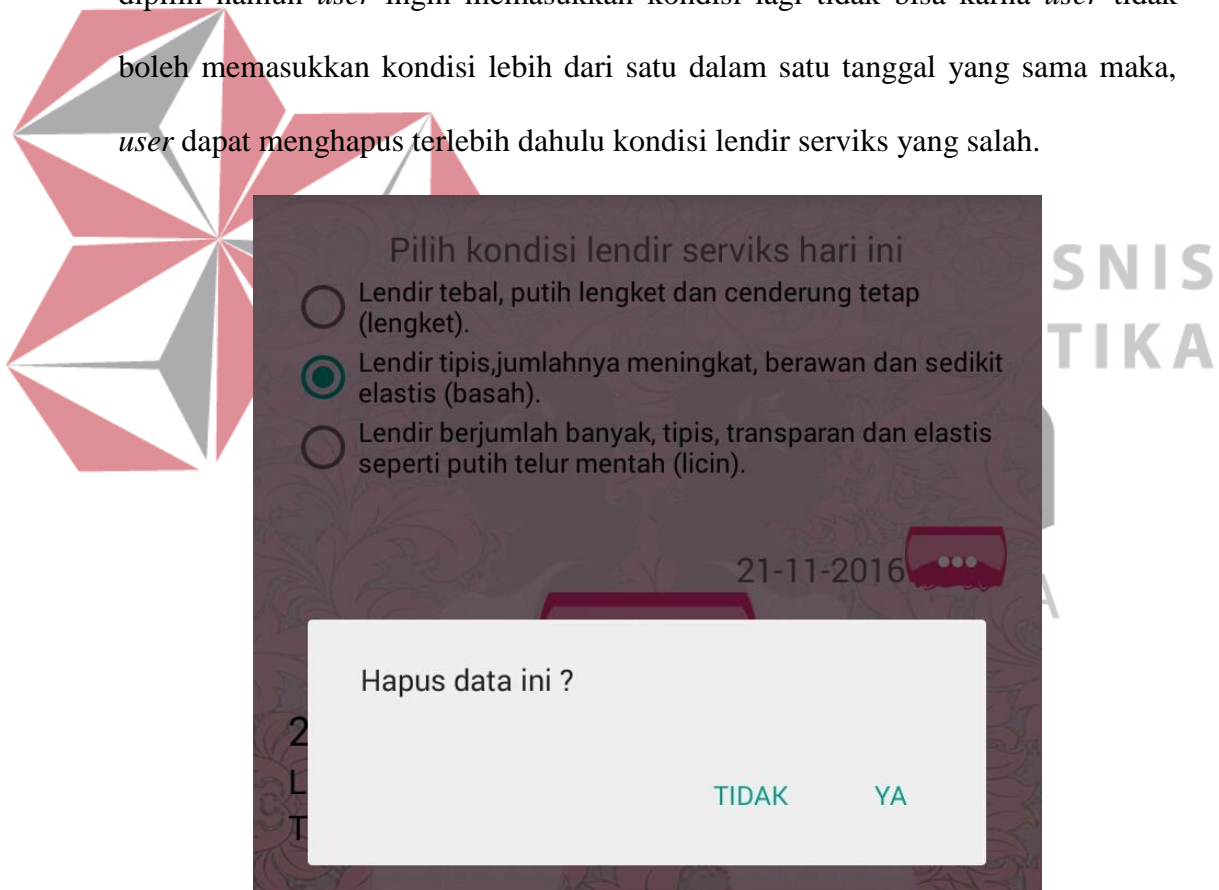 dipilih namun user ingin memasukkan kondisi lagi tidak bisa karna user tidak
boleh memasukkan kondisi lebih dari satu dalam satu tanggal yang sama maka,
user dapat menghapus terlebih dahulu kondisi lendir serviks yang salah.
SNIS
TIKA
Pilih kondisi lendir serviks hari ini
Lendir tebal, putih lengket dan cenderung tetap
(lengket).
Lendir tipis,jumlahnya meningkat, berawan dan sedikit
elastis (basah).
Lendir berjumlah banyak, tipis, transparan dan elastis
seperti putih telur mentah (licin).
21-11-2016
A
Hapus data ini ?
2
L
T
TIDAK YA